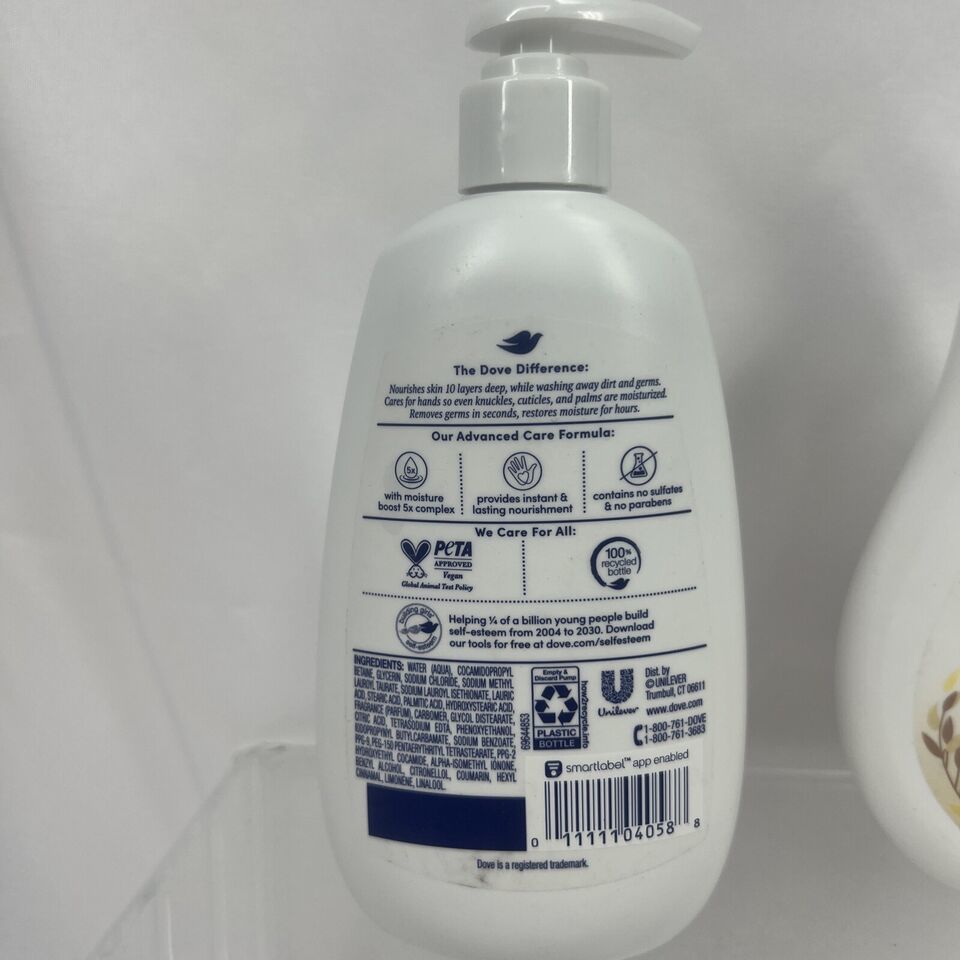 The Dove Difference:
Nourishes skin 10 layers deep, while washing away dirt and germs.
Cares for hands so even knuckles, cuticles, and palms are moisturized.
Removes germs in seconds, restores moisture for hours.
Our Advanced Care Formula:
5x
with moisture
boost 5x complex
provides instant &
lasting nourishment
contains no sulfates
& no parabens
We Care For All:
PETA
APPROVED
Vegan
Global Animal Test Policy
100%
recycled
bottle
building girls'
self-esteem
Helping ¼ of a billion young people build
self-esteem from 2004 to 2030. Download
our tools for free at dove.com/selfesteem
INGREDIENTS: WATER (AQUA), COCAMIDOPROPYL
BETAINE, GLYCERIN, SODIUM CHLORIDE, SODIUM METHYL
LAUROYL TAURATE, SODIUM LAUROYL ISETHIONATE, LAURIC
ACID, STEARIC ACID, PALMITIC ACID, HYDROXYSTEARIC ACID,
FRAGRANCE (PARFUM), CARBOMER, GLYCOL DISTEARATE,
CITRIC ACID, TETRASODIUM EDTA, PHENOXYETHANOL,
IODOPROPYNYL BUTYLCARBAMATE, SODIUM BENZOATE,
PPG-9, PEG-150 PENTAERYTHRITYL TETRASTEARATE, PPG-2
HYDROXYETHYL COCAMIDE, ALPHA-ISOMETHYL IONONE,
BENZYL ALCOHOL, CITRONELLOL, COUMARIN, HEXYL
CINNAMAL, LIMONENE, LINALOOL.
69644853
Empty &
Discard Pump
PLASTIC
BOTTLE
how2recycle.info
Unilever
Dist. by
©UNILEVER
Trumbull, CT 06611
www.dove.com
1-800-761-DOVE
1-800-761-3683
smartlabel™ app enabled
0 11111 04058 8
Dove is a registered trademark.